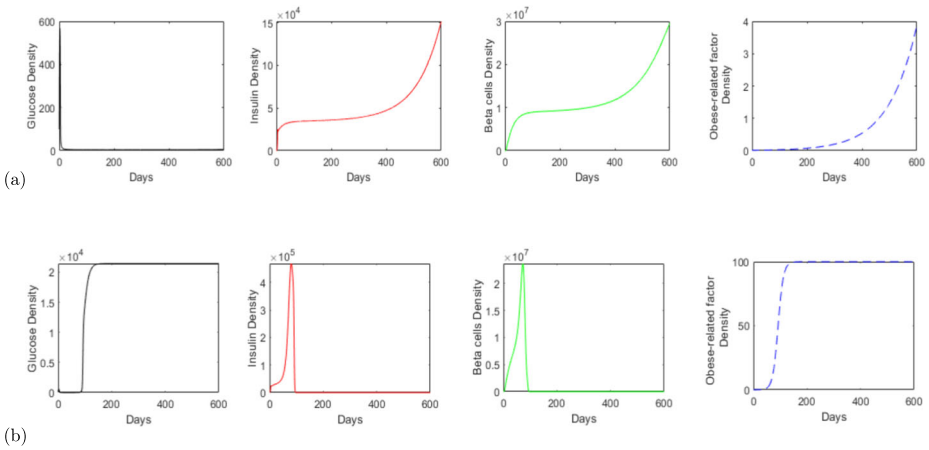 600
400
200
0
Glucose Density
0 200 400 600
Days
×10⁴
15
10
5
0
Insulin Density
0 200 400 600
Days
×10⁷
3
2
1
0
Beta cells Density
0 200 400 600
Days
4
3
2
1
0
Obese-related factor
Density
0 200 400 600
Days
(a)
×10⁴
2
1.5
1
0.5
0
Glucose Density
0 200 400 600
Days
×10⁵
4
3
2
1
0
Insulin Density
0 200 400 600
Days
×10⁷
2
1.5
1
0.5
0
Beta cells Density
0 200 400 600
Days
100
50
0
Obese-related factor
Density
0 200 400 600
Days
(b)